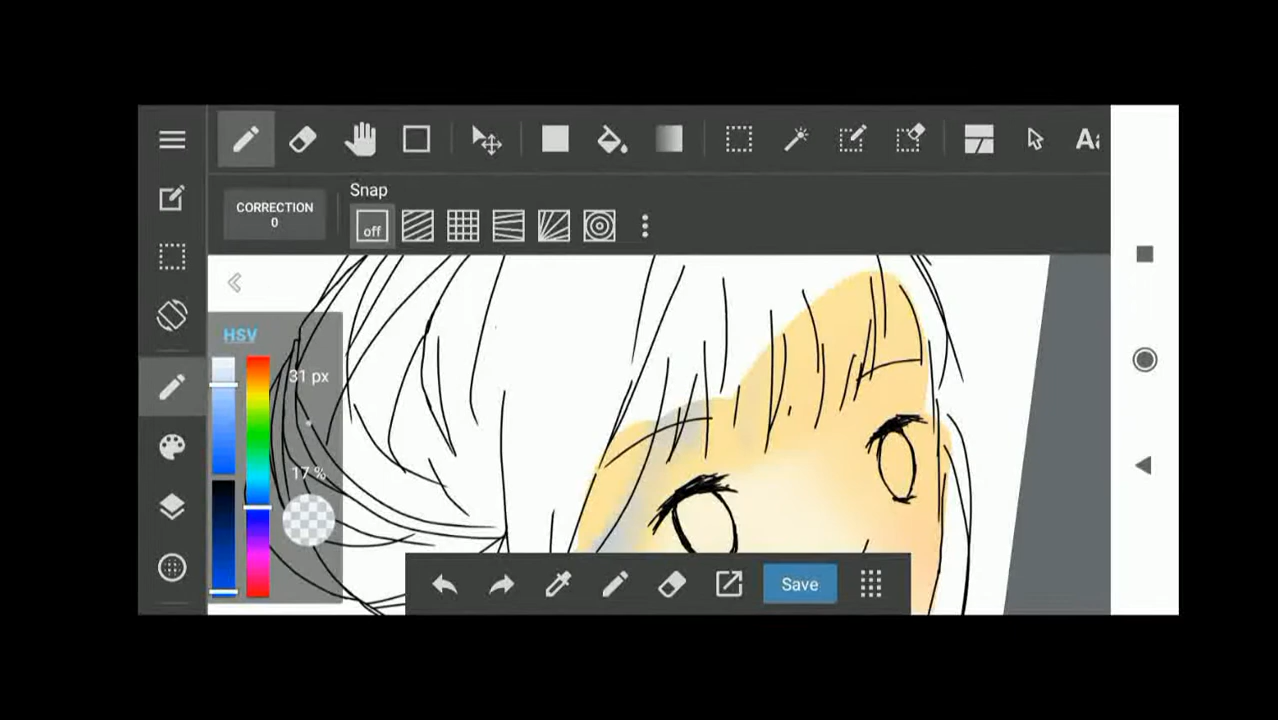 A
CORRECTION
0
Snap
off
HSV
31 px
17 %
Save